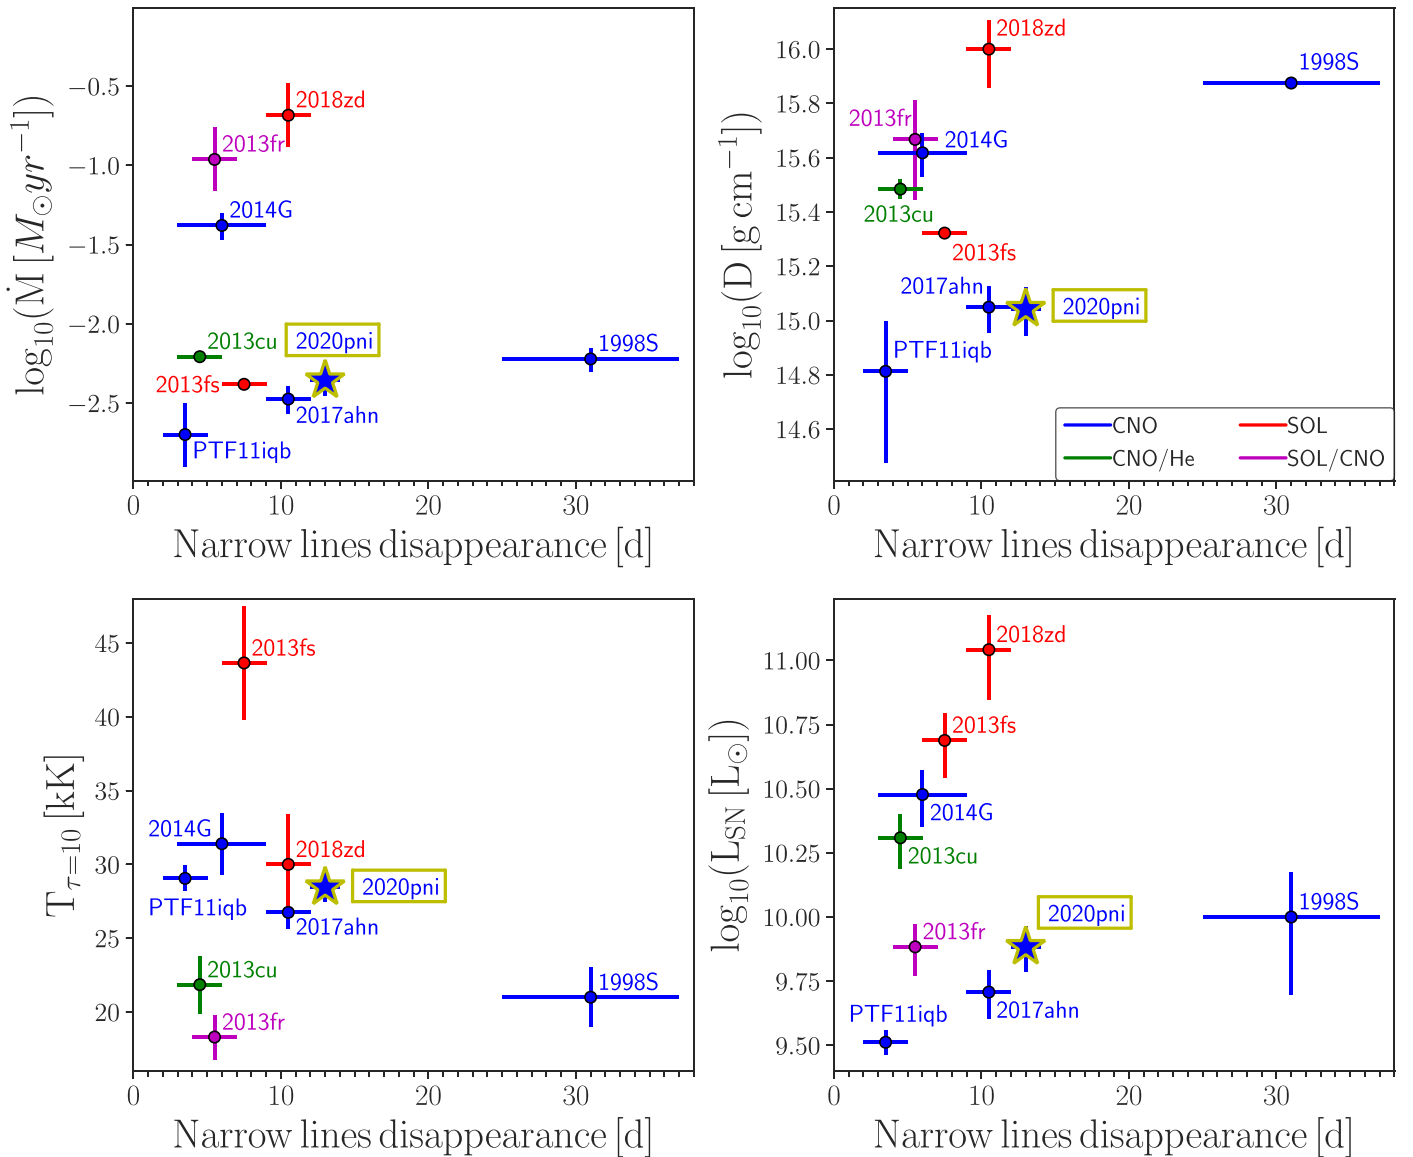 log₁₀(Ṁ [M⊙yr⁻¹])
−0.5
−1.0
−1.5
−2.0
−2.5
2018zd
2013fr
2014G
2013cu
2020pni
1998S
2013fs
2017ahn
PTF11iqb
0 10 20 30
Narrow lines disappearance [d]
log₁₀(D [g cm⁻¹])
16.0
15.8
15.6
15.4
15.2
15.0
14.8
14.6
2018zd
1998S
2013fr
2014G
2013cu
2013fs
2017ahn
2020pni
PTF11iqb
CNO SOL
CNO/He SOL/CNO
0 10 20 30
Narrow lines disappearance [d]
T τ=10 [kK]
45
40
35
30
25
20
2013fs
2014G
2018zd
2020pni
PTF11iqb
2017ahn
2013cu
1998S
2013fr
0 10 20 30
Narrow lines disappearance [d]
log₁₀(L SN [L⊙])
11.00
10.75
10.50
10.25
10.00
9.75
9.50
2018zd
2013fs
2014G
2013cu
2020pni
1998S
2013fr
PTF11iqb
2017ahn
0 10 20 30
Narrow lines disappearance [d]